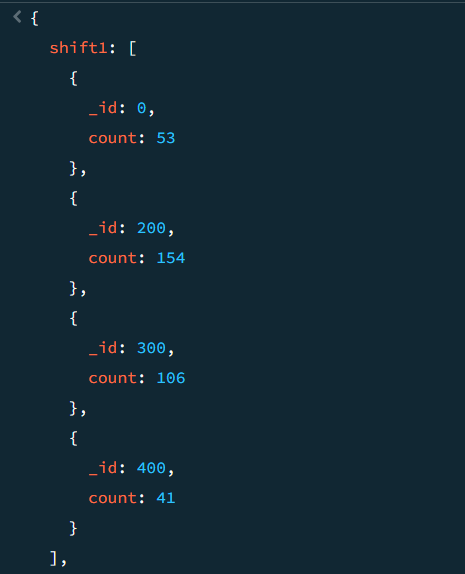 {
shift1: [
{
_id: 0,
count: 53
},
{
_id: 200,
count: 154
},
{
_id: 300,
count: 106
},
{
_id: 400,
count: 41
}
],